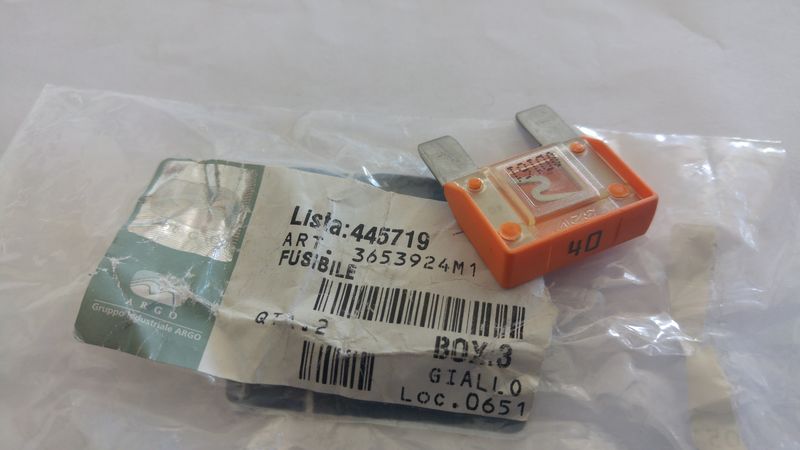 Lista:445719
ART. 3653924M1
FUSIBILE
QTA.2
BOX.3
GIALLO
Loc.0651
ARGO
Gruppo Industriale ARGO
40